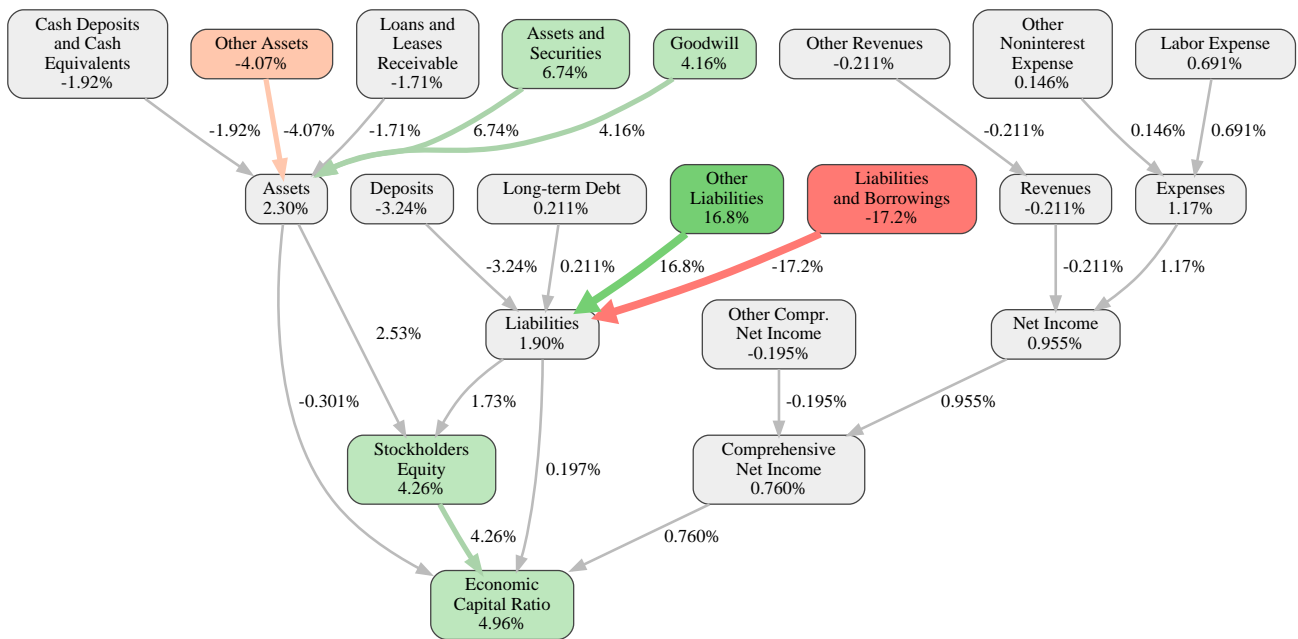 Cash Deposits
and Cash
Equivalents
-1.92%
Other Assets
-4.07%
Loans and
Leases
Receivable
-1.71%
Assets and
Securities
6.74%
Goodwill
4.16%
Other Revenues
-0.211%
Other
Noninterest
Expense
0.146%
Labor Expense
0.691%
-1.92%
-4.07%
-1.71%
6.74%
4.16%
-0.211%
0.146%
0.691%
Assets
2.30%
Deposits
-3.24%
Long-term Debt
0.211%
Other
Liabilities
16.8%
Liabilities
and Borrowings
-17.2%
Revenues
-0.211%
Expenses
1.17%
-3.24%
0.211%
16.8%
-17.2%
-0.211%
1.17%
2.53%
Liabilities
1.90%
Other Compr.
Net Income
-0.195%
Net Income
0.955%
-0.301%
1.73%
-0.195%
0.955%
Stockholders
Equity
4.26%
0.197%
Comprehensive
Net Income
0.760%
4.26%
0.760%
Economic
Capital Ratio
4.96%